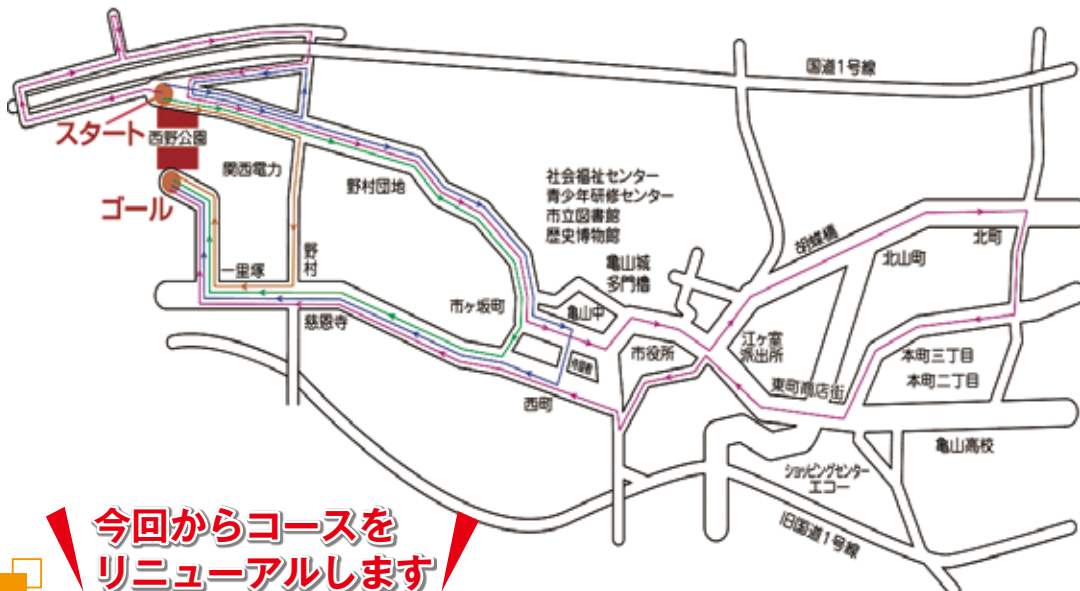 国道1号線
スタート
西野公園
関西電力
ゴール
野村団地
社会福祉センター
青少年研修センター
市立図書館
歴史博物館
亀山城
多門櫓
胡蝶橋
北町
北山町
野村
一里塚
慈恩寺
市ヶ坂町
亀山中
市役所
江ヶ室
派出所
本町三丁目
本町二丁目
東町商店街
西町
亀山高校
ショッピングセンター
エコー
旧国道1号線
今回からコースを
リニューアルします